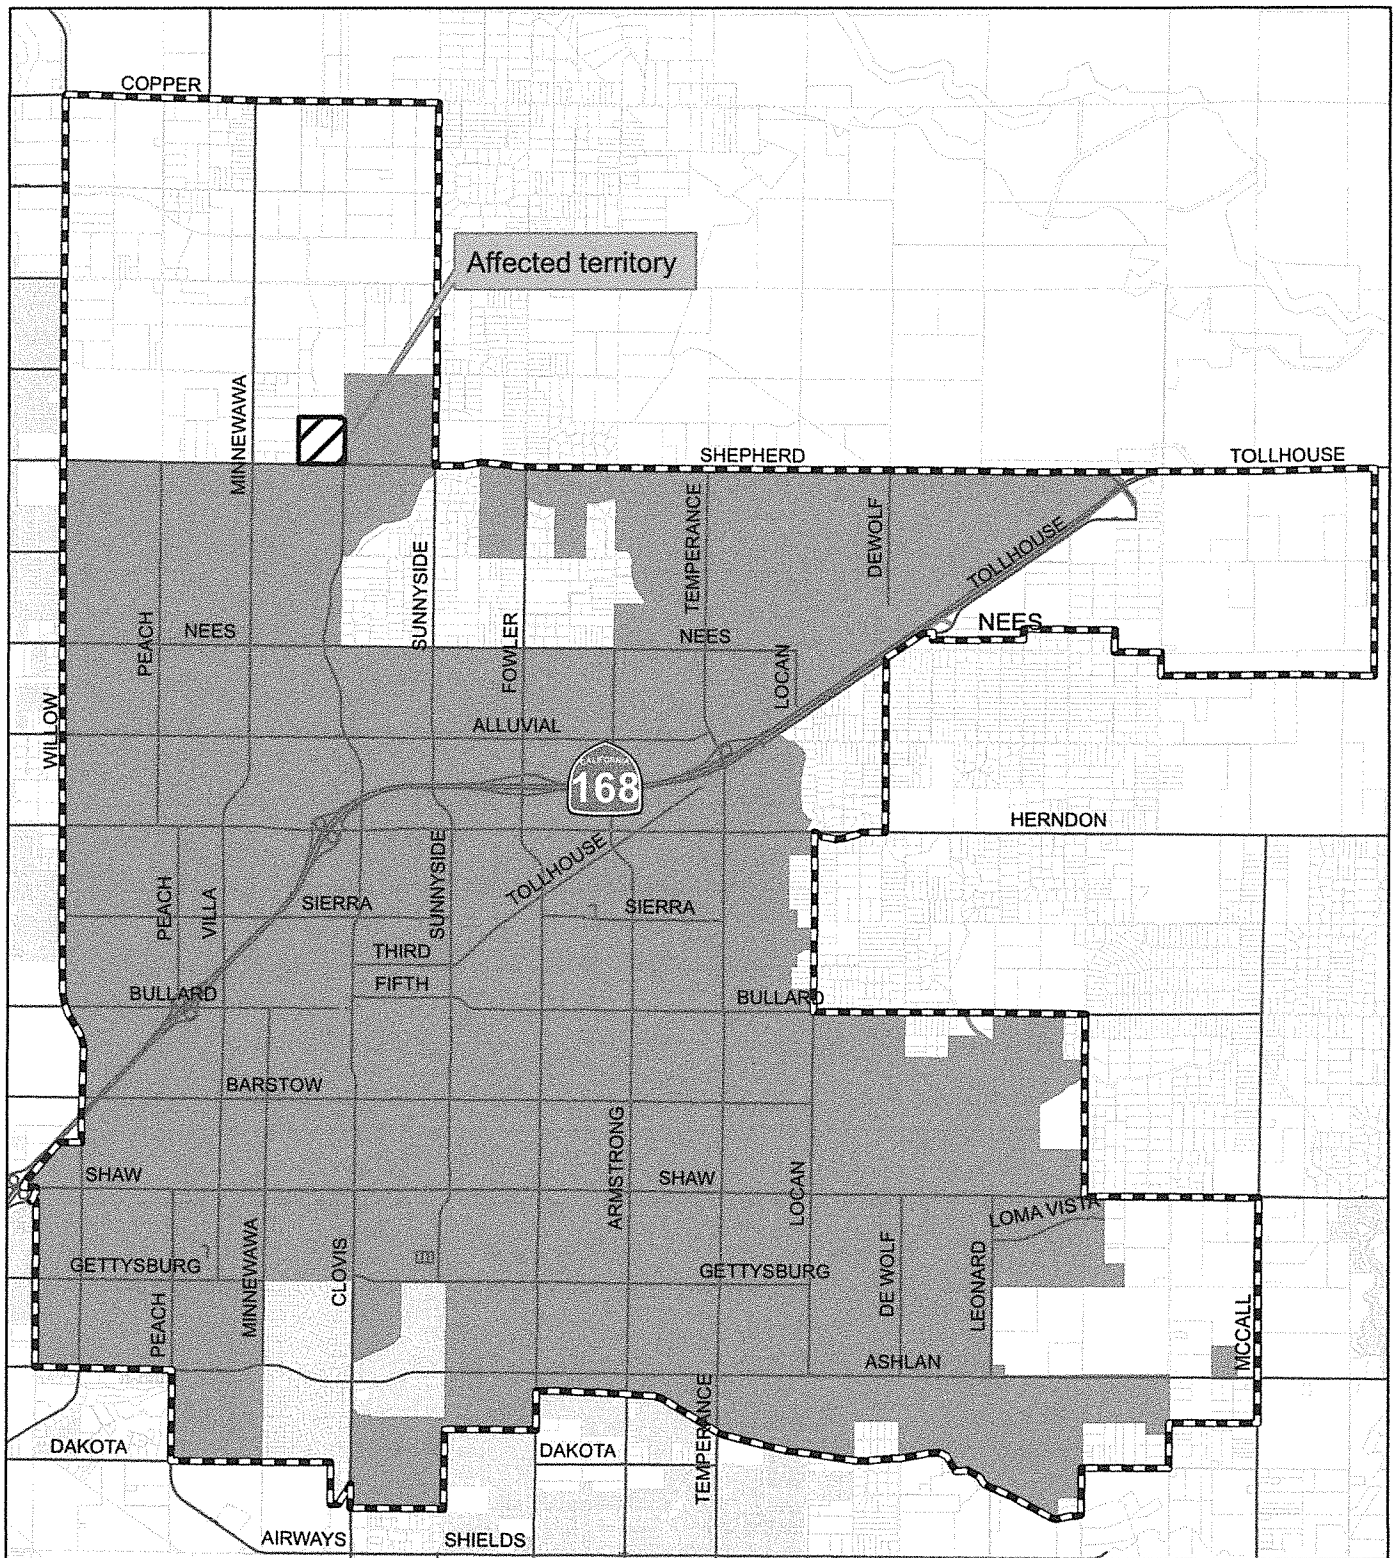 COPPER
Affected territory
MINNEWAWA
SHEPHERD
TOLLHOUSE
SUNNYSIDE
TEMPERANCE
DEWOLF
TOLLHOUSE
PEACH
NEES
FOWLER
NEES
NEES
LOCAN
WILLOW
ALLUVIAL
CALIFORNIA
168
HERNDON
TOLLHOUSE
PEACH
VILLA
SIERRA
SUNNYSIDE
SIERRA
THIRD
FIFTH
BULLARD
BULLARD
BARSTOW
ARMSTRONG
SHAW
SHAW
LOCAN
LOMA VISTA
GETTYSBURG
MINNEWAWA
CLOVIS
GETTYSBURG
DE WOLF
LEONARD
PEACH
MCCALL
ASHLAN
TEMPERANCE
DAKOTA
DAKOTA
AIRWAYS
SHIELDS